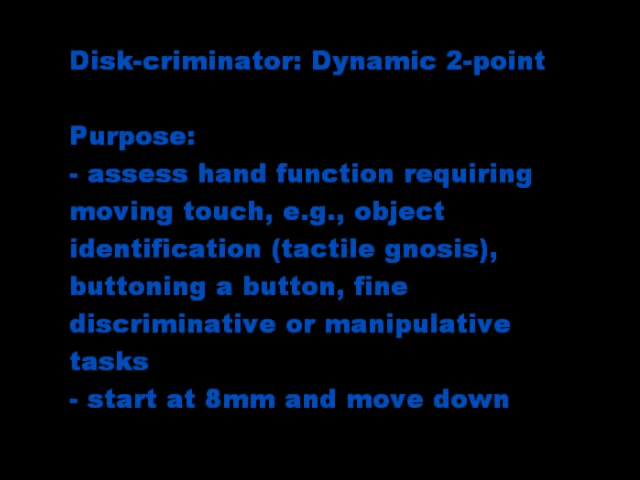 Disk-criminator: Dynamic 2-point
Purpose:
- assess hand function requiring
moving touch, e.g., object
identification (tactile gnosis),
buttoning a button, fine
discriminative or manipulative
tasks
- start at 8mm and move down